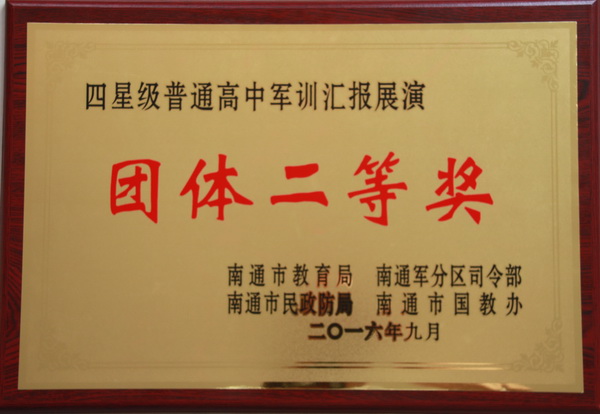 四星级普通高中军训汇报展演
团体二等奖
南通市教育局 南通军分区司令部
南通市民政防局 南通市国教办
二〇一六年九月